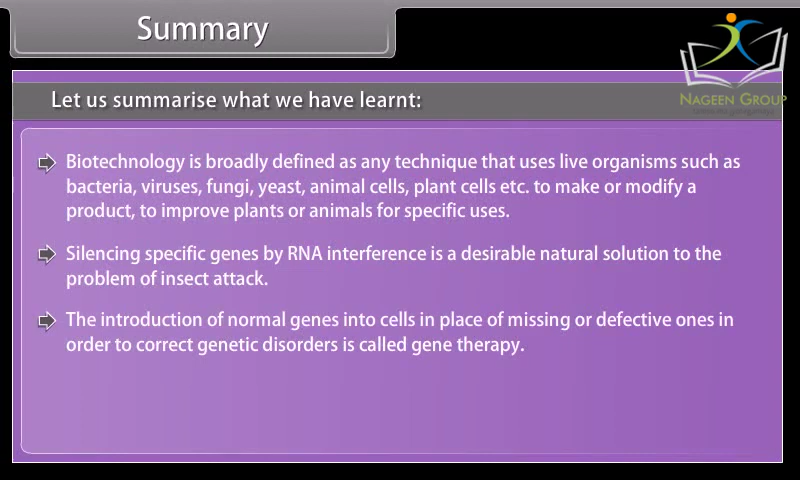 Summary
NAGEEN GROUP
Let us summarise what we have learnt:
Biotechnology is broadly defined as any technique that uses live organisms such as
bacteria, viruses, fungi, yeast, animal cells, plant cells etc. to make or modify a
product, to improve plants or animals for specific uses.
Silencing specific genes by RNA interference is a desirable natural solution to the
problem of insect attack.
The introduction of normal genes into cells in place of missing or defective ones in
order to correct genetic disorders is called gene therapy.